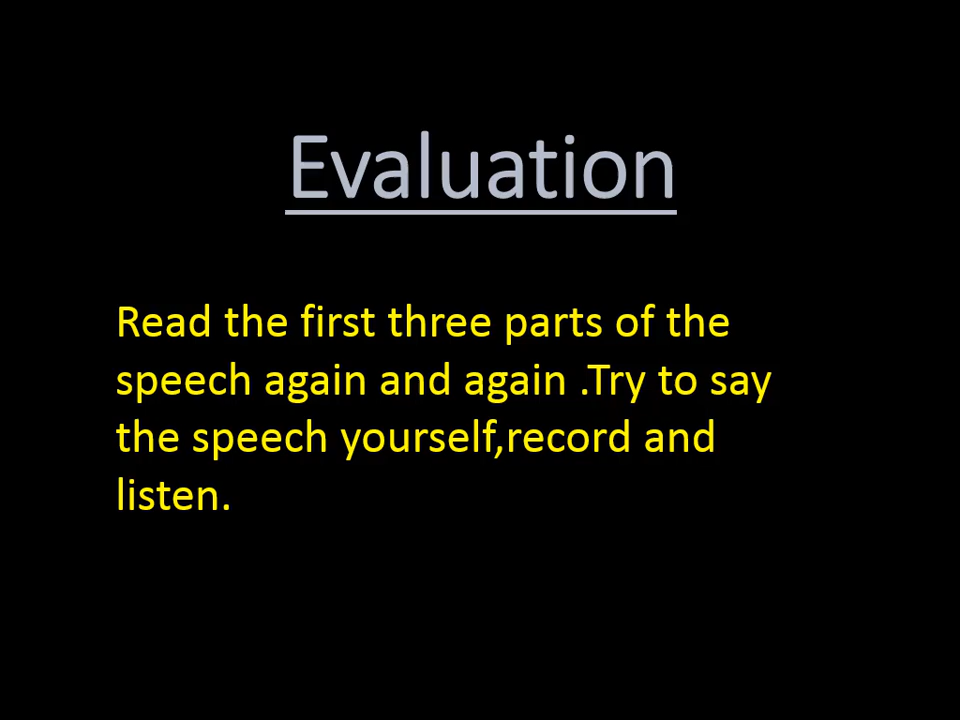 Evaluation
Read the first three parts of the
speech again and again .Try to say
the speech yourself,record and
listen.